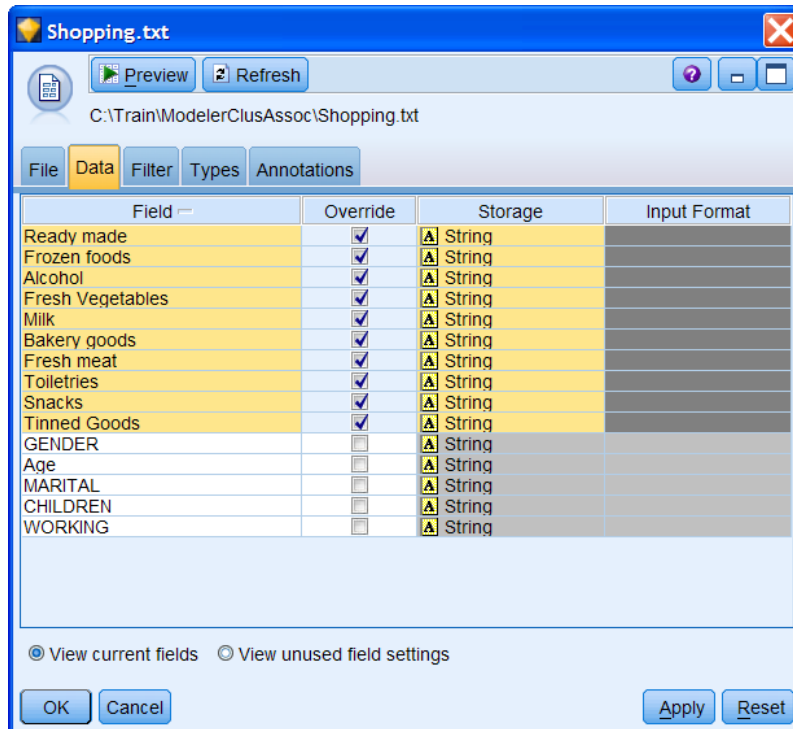 Shopping.txt
Preview Refresh ?
C:\Train\ModelerClusAssoc\Shopping.txt
File Data Filter Types Annotations
Field Override Storage Input Format
Ready made A String
Frozen foods A String
Alcohol A String
Fresh Vegetables A String
Milk A String
Bakery goods A String
Fresh meat A String
Toiletries A String
Snacks A String
Tinned Goods A String
GENDER A String
Age A String
MARITAL A String
CHILDREN A String
WORKING A String
View current fields View unused field settings
OK Cancel Apply Reset